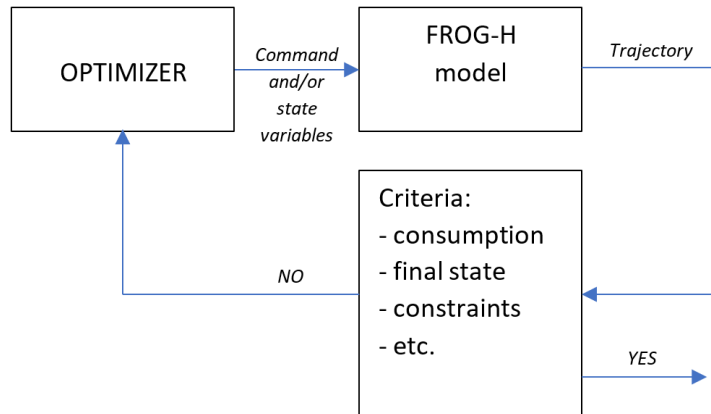 OPTIMIZER
Command
and/or
state
variables
FROG-H
model
Trajectory
Criteria:
- consumption
- final state
- constraints
- etc.
NO
YES